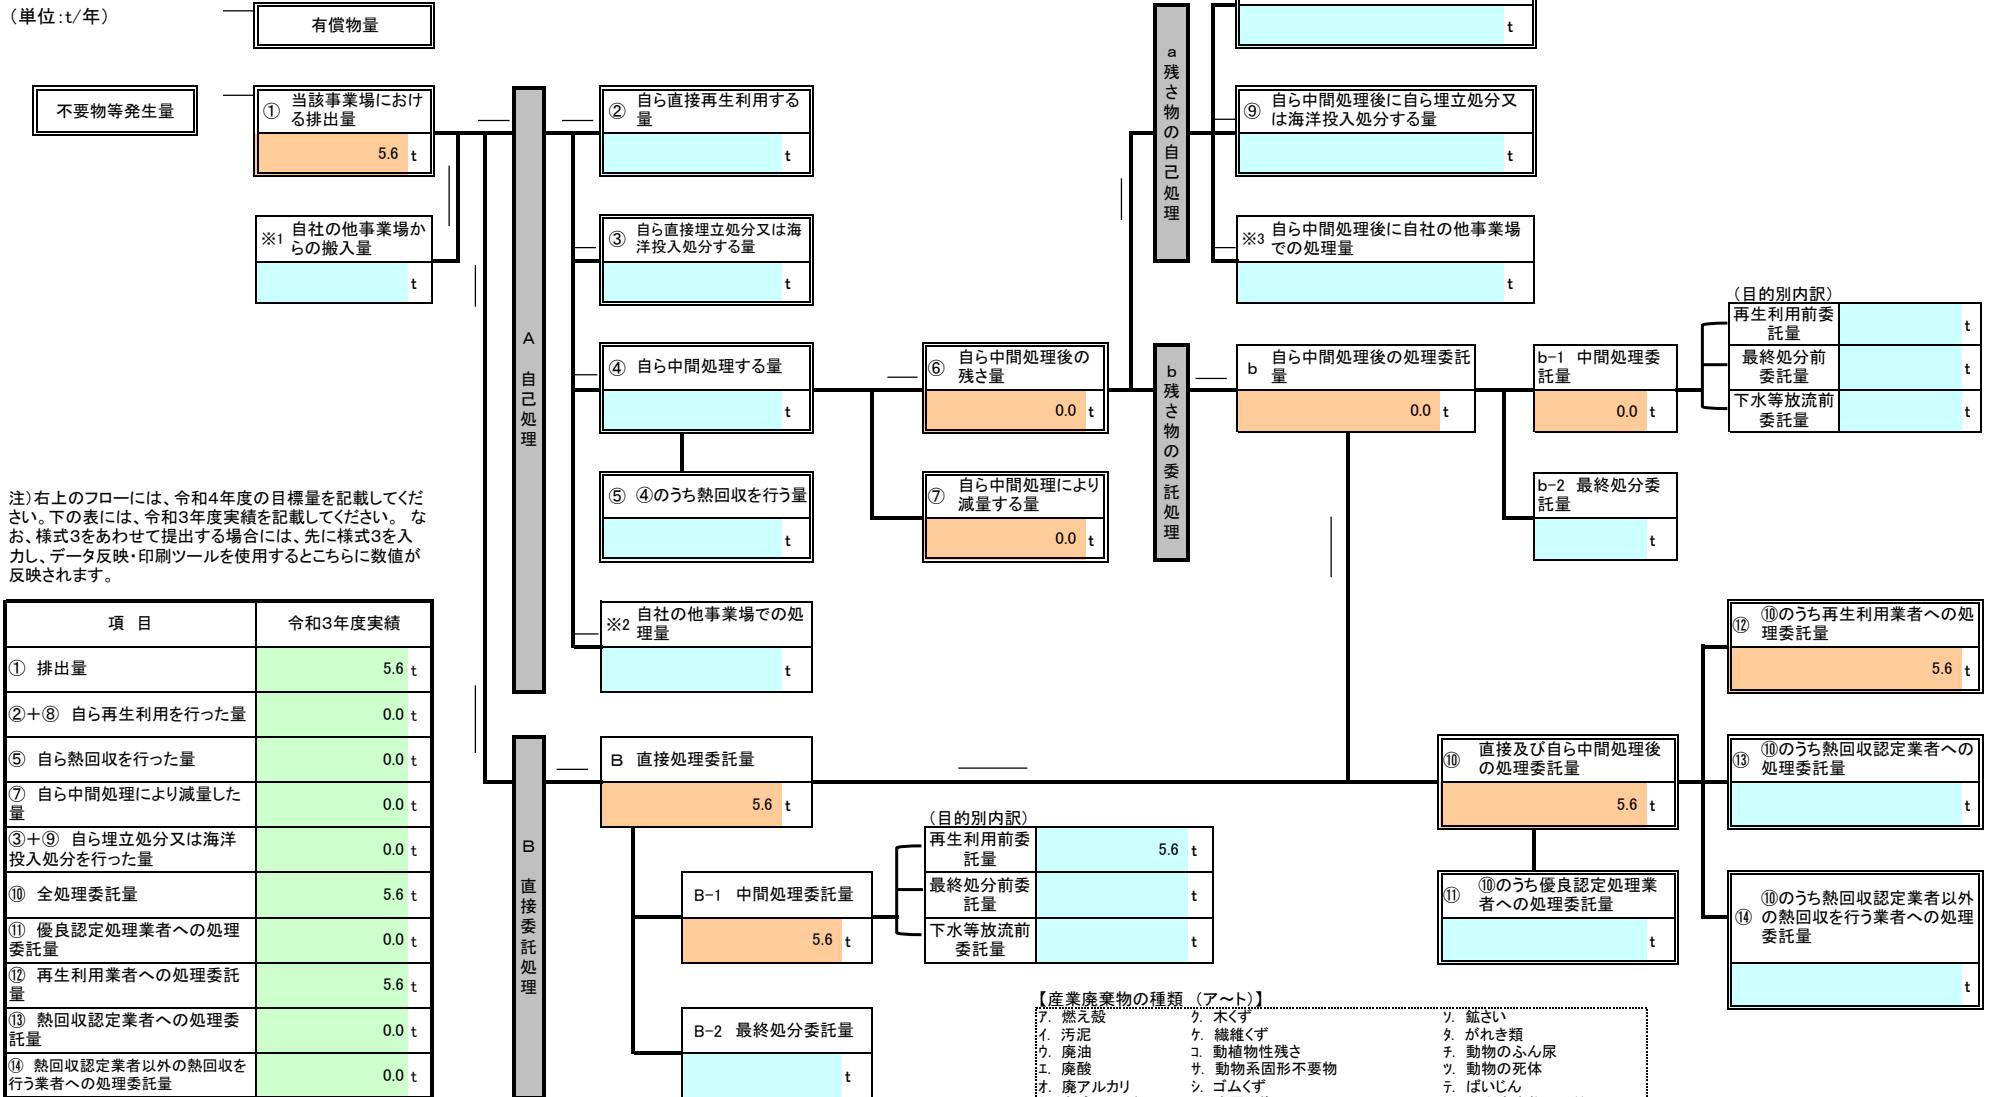 （単位:t/年）
有償物量
t
不要物等発生量
① 当該事業場におけ
る排出量
5.6 t
※1 自社の他事業場か
らの搬入量
t
A 自己処理
② 自ら直接再生利用する
量
t
③ 自ら直接埋立処分又は海
洋投入処分する量
t
④ 自ら中間処理する量
t
⑤ ④のうち熱回収を行う量
t
※2 自社の他事業場での処
理量
t
⑥ 自ら中間処理後の
残さ量
0.0 t
⑦ 自ら中間処理により
減量する量
0.0 t
a 残さ物の自己処理
⑨ 自ら中間処理後に自ら埋立処分又
は海洋投入処分する量
t
※3 自ら中間処理後に自社の他事業場
での処理量
t
b 残さ物の委託処理
b 自ら中間処理後の処理委託
量
0.0 t
b-1 中間処理委
託量
0.0 t
（目的別内訳）
再生利用前委
託量
t
最終処分前
委託量
t
下水等放流前
委託量
t
b-2 最終処分委
託量
t
注）右上のフローには、令和4年度の目標量を記載してくだ
さい。下の表には、令和3年度実績を記載してください。 な
お、様式3をあわせて提出する場合には、先に様式3を入
力し、データ反映・印刷ツールを使用するとこちらに数値が
反映されます。
項 目 令和3年度実績
① 排出量 5.6 t
②＋⑧ 自ら再生利用を行った量 0.0 t
⑤ 自ら熱回収を行った量 0.0 t
⑦ 自ら中間処理により減量した
量 0.0 t
③＋⑨ 自ら埋立処分又は海洋
投入処分を行った量 0.0 t
⑩ 全処理委託量 5.6 t
⑪ 優良認定処理業者への処理
委託量 0.0 t
⑫ 再生利用業者への処理委託
量 5.6 t
⑬ 熱回収認定業者への処理委
託量 0.0 t
⑭ 熱回収認定業者以外の熱回収を
行う業者への処理委託量 0.0 t
B 直接委託処理
B 直接処理委託量
5.6 t
B-1 中間処理委託量
5.6 t
（目的別内訳）
再生利用前委
託量
5.6 t
最終処分前委
託量
t
下水等放流前
委託量
t
B-2 最終処分委託量
t
⑩ 直接及び自ら中間処理後
の処理委託量
5.6 t
⑪ ⑩のうち優良認定処理業
者への処理委託量
t
⑫ ⑩のうち再生利用業者への処
理委託量
5.6 t
⑬ ⑩のうち熱回収認定業者への
処理委託量
t
⑭ ⑩のうち熱回収認定業者以外
の熱回収を行う業者への処理
委託量
t
【産業廃棄物の種類 （ア～ト）】
ア. 燃え殻 ク. 木くず ソ. 鉱さい
イ. 汚泥 ケ. 繊維くず タ. がれき類
ウ. 廃油 コ. 動植物性残さ チ. 動物のふん尿
エ. 廃酸 サ. 動物系固形不要物 ツ. 動物の死体
オ. 廃アルカリ シ. ゴムくず テ. ばいじん